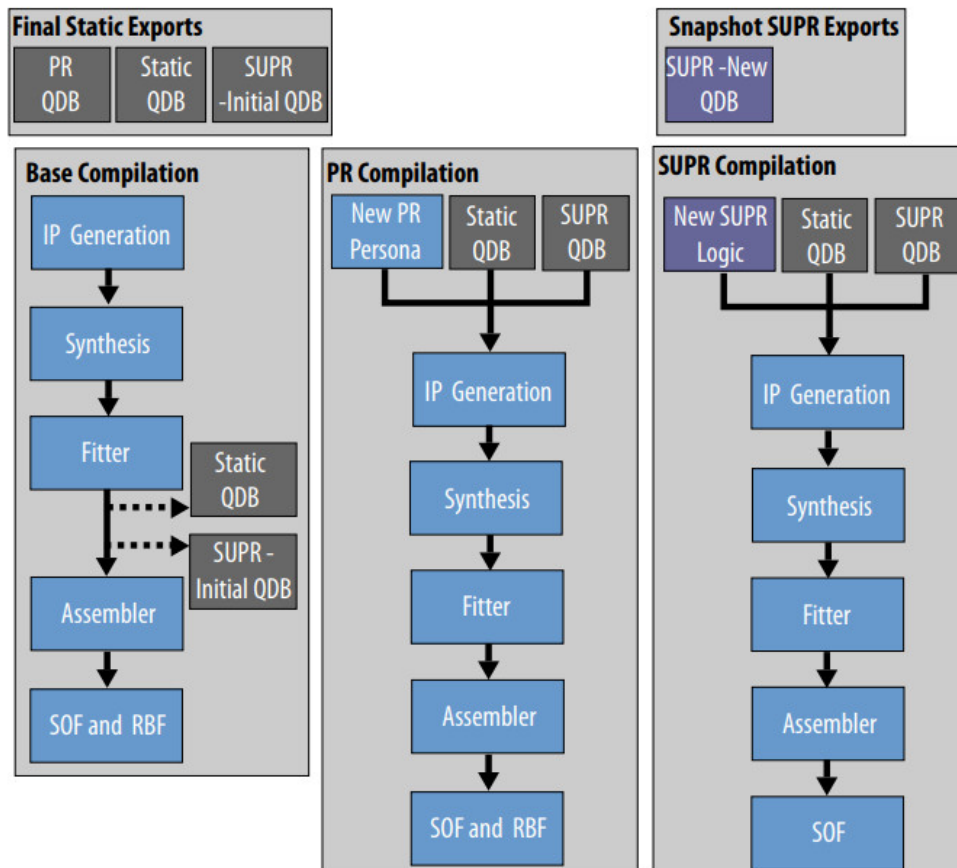 Final Static Exports
PR
QDB
Static
QDB
SUPR
-Initial QDB
Snapshot SUPR Exports
SUPR -New
QDB
Base Compilation
IP Generation
Synthesis
Fitter
Static
QDB
SUPR -
Initial QDB
Assembler
SOF and RBF
PR Compilation
New PR
Persona
Static
QDB
SUPR
QDB
IP Generation
Synthesis
Fitter
Assembler
SOF and RBF
SUPR Compilation
New SUPR
Logic
Static
QDB
SUPR
QDB
IP Generation
Synthesis
Fitter
Assembler
SOF